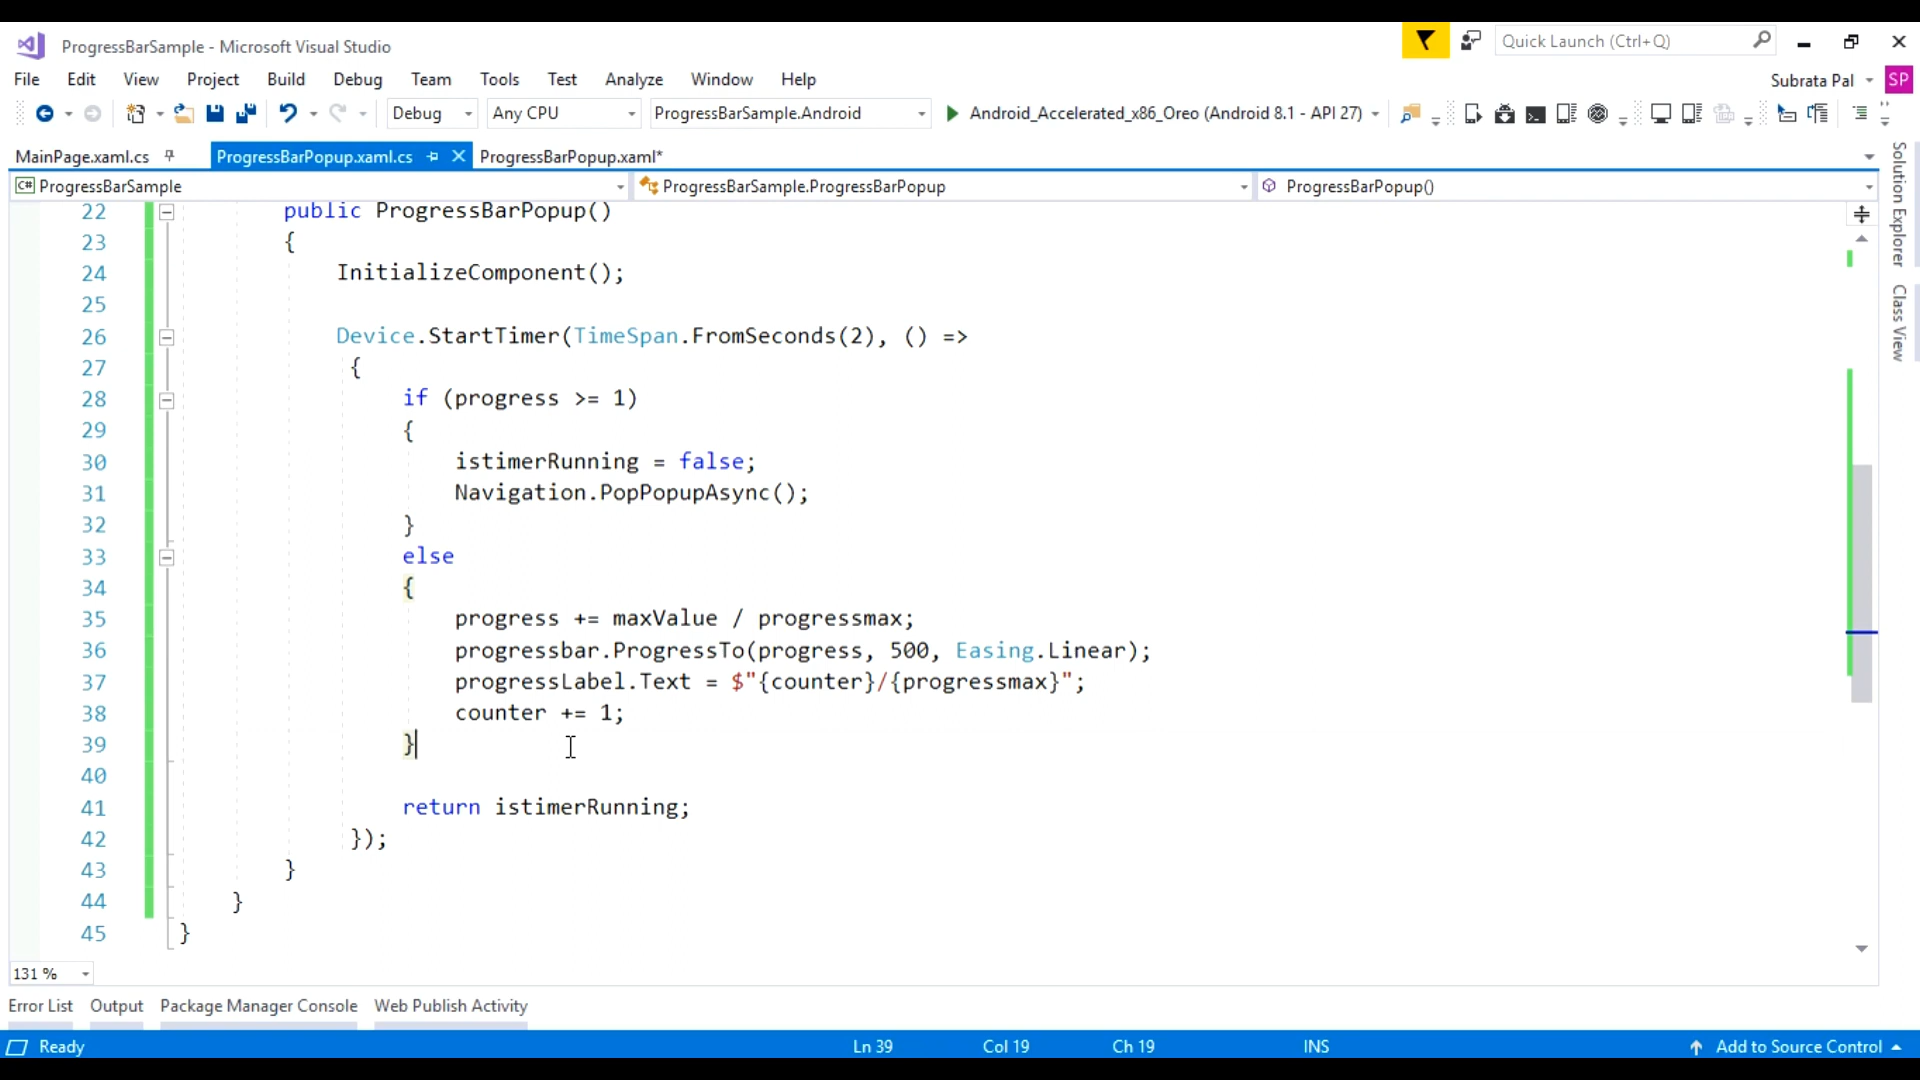 ProgressBarSample - Microsoft Visual Studio
Quick Launch (Ctrl+Q)
File Edit View Project Build Debug Team Tools Test Analyze Window Help
Subrata Pal SP
Debug Any CPU ProgressBarSample.Android Android_Accelerated_x86_Oreo (Android 8.1 - API 27)
MainPage.xaml.cs ProgressBarPopup.xaml.cs ProgressBarPopup.xaml*
C# ProgressBarSample ProgressBarSample.ProgressBarPopup ProgressBarPopup()
Solution Explorer
Class View
22 public ProgressBarPopup()
23 {
24 InitializeComponent();
25
26 Device.StartTimer(TimeSpan.FromSeconds(2), () =>
27 {
28 if (progress >= 1)
29 {
30 istimerRunning = false;
31 Navigation.PopPopupAsync();
32 }
33 else
34 {
35 progress += maxValue / progressmax;
36 progressbar.ProgressTo(progress, 500, Easing.Linear);
37 progressLabel.Text = $"{counter}/{progressmax}";
38 counter += 1;
39 }
40
41 return istimerRunning;
42 });
43 }
44 }
45 }
131 %
Error List Output Package Manager Console Web Publish Activity
Ready Ln 39 Col 19 Ch 19 INS Add to Source Control